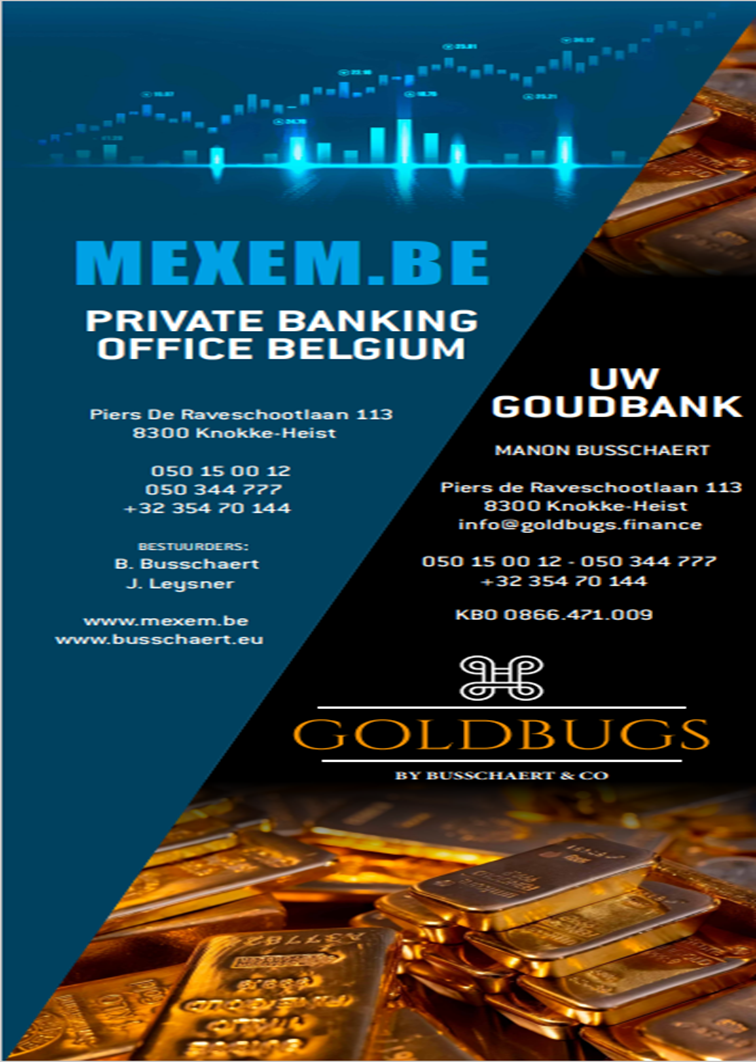 MEXEM.BE
PRIVATE BANKING
OFFICE BELGIUM
Piers De Raveschootlaan 113
8300 Knokke-Heist
050 15 00 12
050 344 777
+32 354 70 144
BESTUURDERS:
B. Busschaert
J. Leysner
www.mexem.be
www.busschaert.eu
UW
GOUDBANK
MANON BUSSCHAERT
Piers de Raveschootlaan 113
8300 Knokke-Heist
info@goldbugs.finance
050 15 00 12 - 050 344 777
+32 354 70 144
KBO 0866.471.009
GOLDBUGS
BY BUSSCHAERT & CO